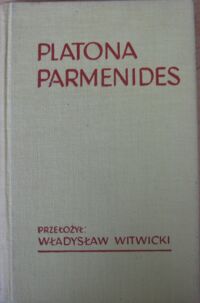 PLATONA
PARMENIDES
PRZEŁOŻYŁ:
WŁADYSŁAW WITWICKI